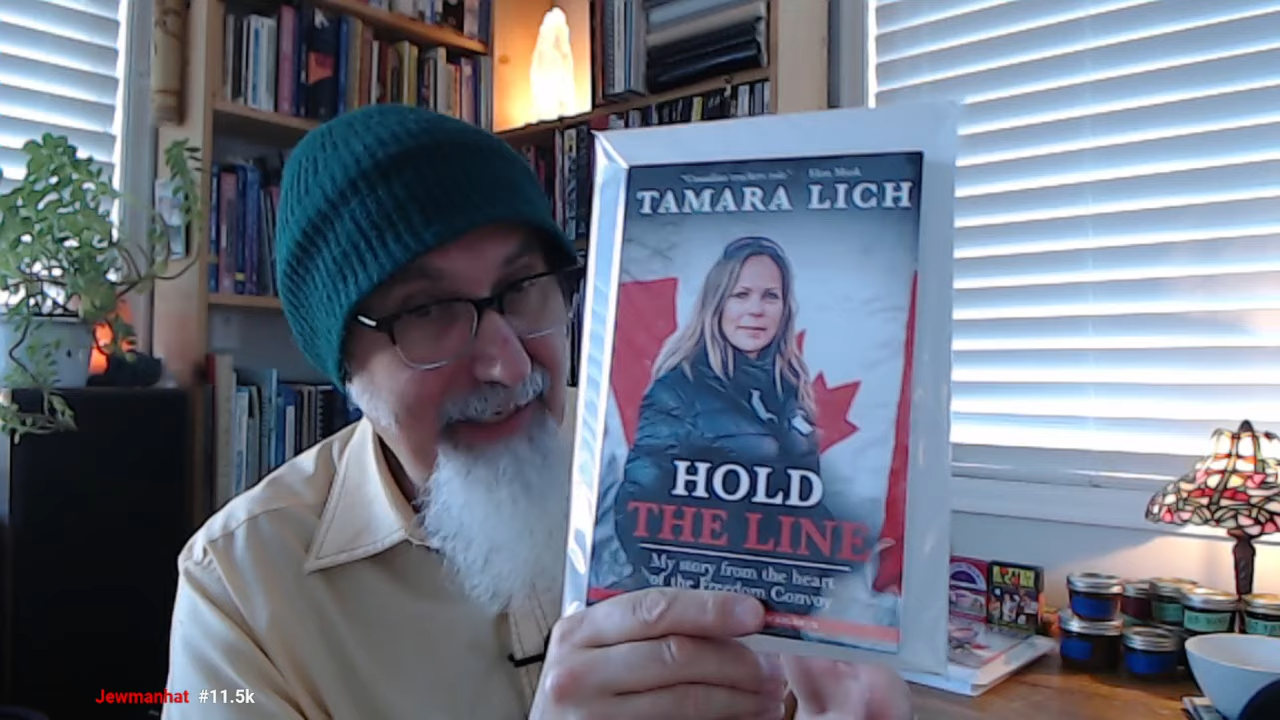 "Canadian truckers rule." Elon Musk
TAMARA LICH
HOLD
THE LINE
My story from the heart
of the Freedom Convoy
Jewmanhat #11.5k